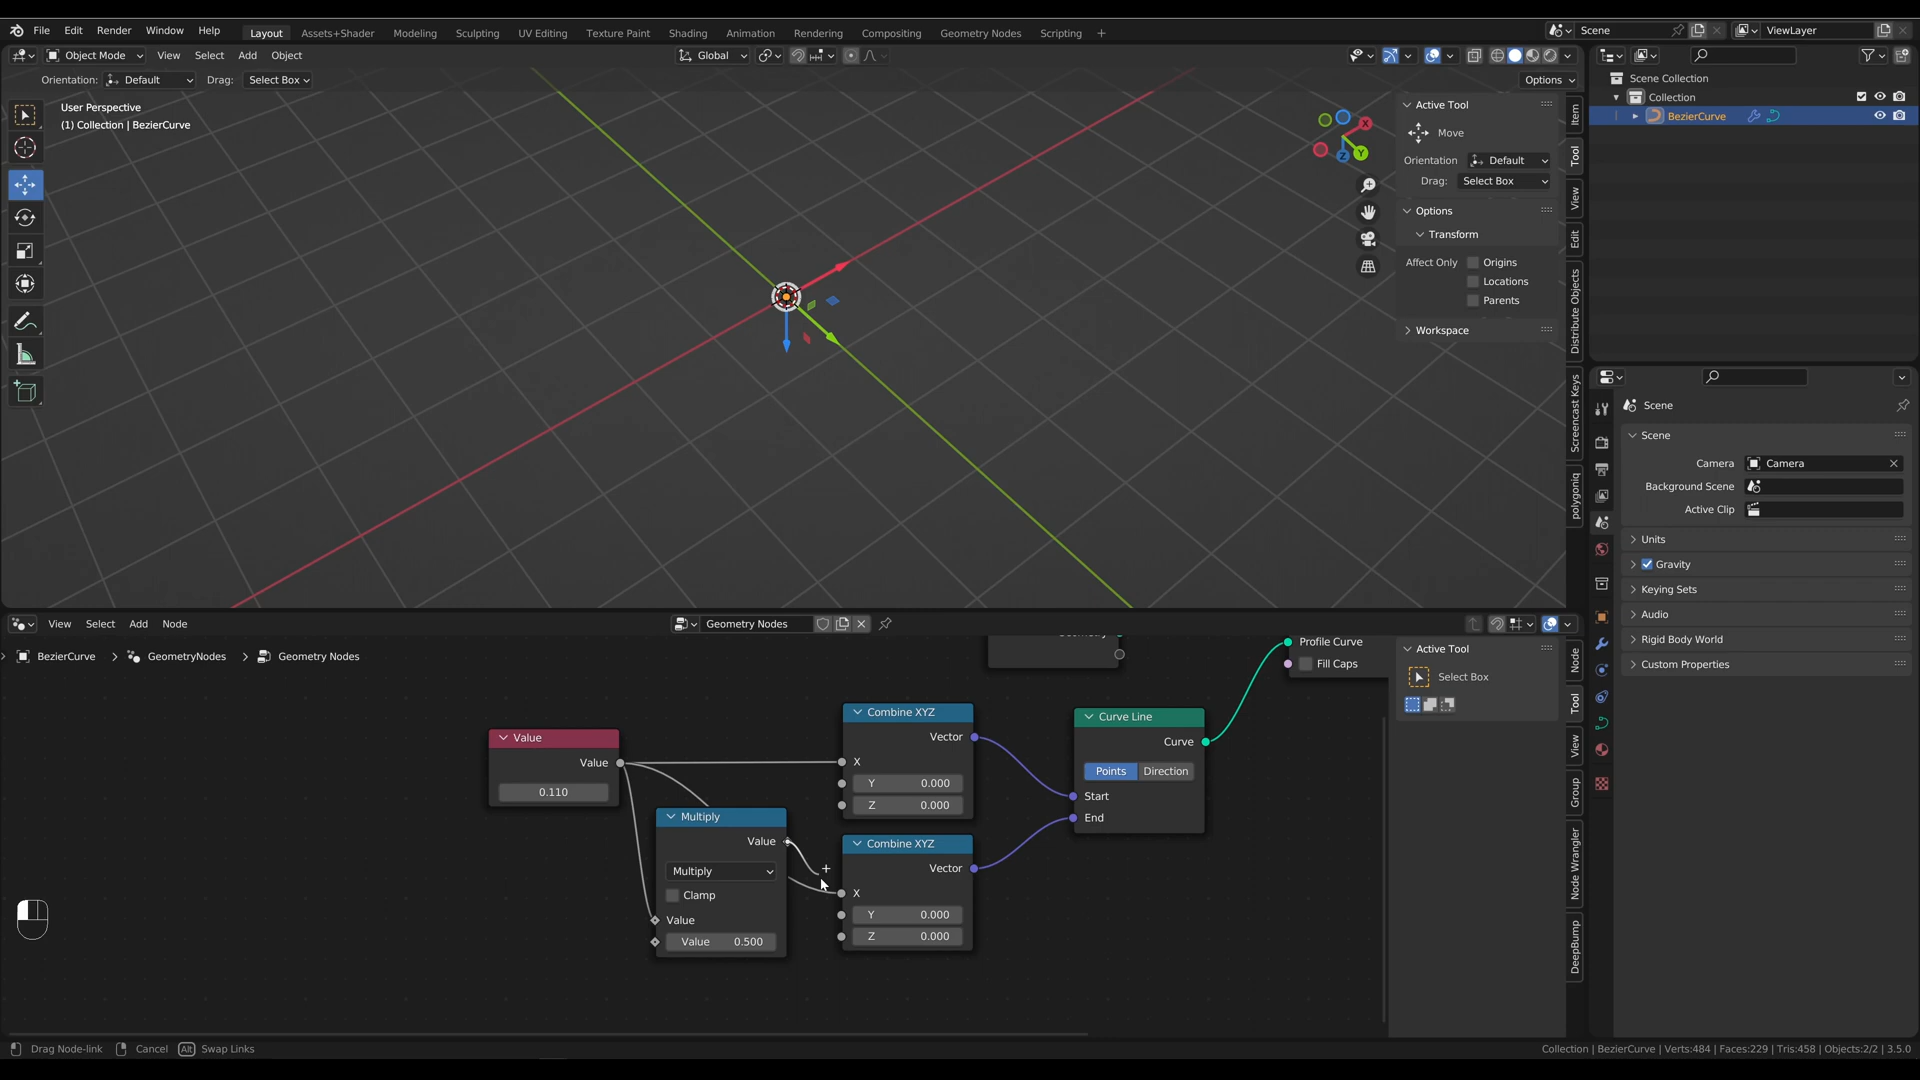 File Edit Render Window Help Layout Assets+Shader Modeling Sculpting UV Editing Texture Paint Shading Animation Rendering Compositing Geometry Nodes Scripting + Scene ViewLayer
Object Mode View Select Add Object Global
Orientation: Default Drag: Select Box Options
User Perspective
(1) Collection | BezierCurve
X
Y
Z
Active Tool
Move
Orientation Default
Drag: Select Box
Options
Transform
Affect Only Origins
Locations
Parents
Workspace
Item
Tool
View
Edit
Distribute Objects
Screencast Keys
polygoniq
Scene Collection
Collection
BezierCurve
Scene
Scene
Camera Camera
Background Scene
Active Clip
Units
Gravity
Keying Sets
Audio
Rigid Body World
Custom Properties
View Select Add Node Geometry Nodes
BezierCurve GeometryNodes Geometry Nodes
Profile Curve
Fill Caps
Value
Value
0.110
Multiply
Value
Multiply
Clamp
Value
Value 0.500
Combine XYZ
Vector
X
Y 0.000
Z 0.000
Combine XYZ
Vector
X
Y 0.000
Z 0.000
Curve Line
Curve
Points Direction
Start
End
Active Tool
Select Box
Node
Tool
View
Group
Node Wrangler
DeepBump
Drag Node-link Cancel Alt Swap Links
Collection | BezierCurve | Verts:484 | Faces:229 | Tris:458 | Objects:2/2 | 3.5.0